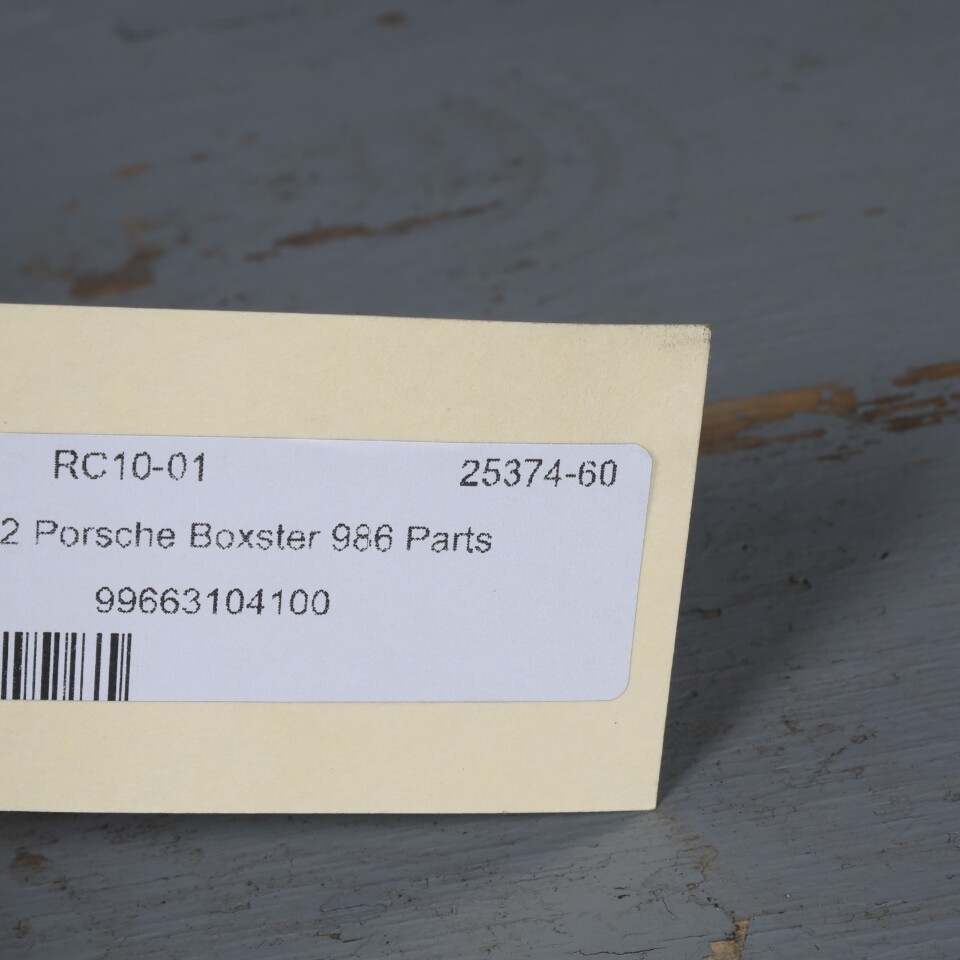 RC10-01 25374-60
2 Porsche Boxster 986 Parts
99663104100